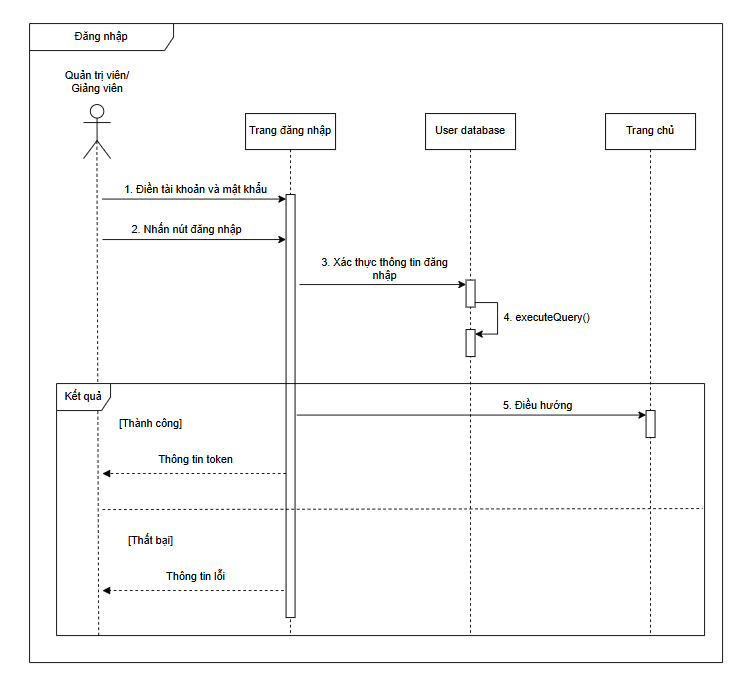 Đăng nhập
Quản trị viên/
Giảng viên
Trang đăng nhập
User database
Trang chủ
1. Điền tài khoản và mật khẩu
2. Nhấn nút đăng nhập
3. Xác thực thông tin đăng
nhập
4. executeQuery()
Kết quả
5. Điều hướng
[Thành công]
Thông tin token
[Thất bại]
Thông tin lỗi